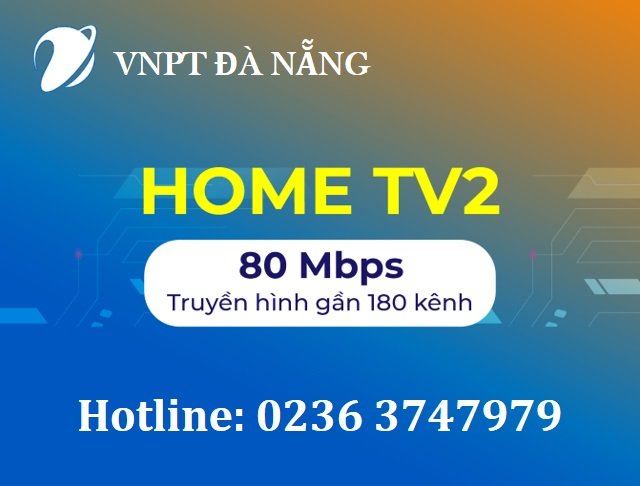 VNPT ĐÀ NẴNG
HOME TV2
80 Mbps
Truyền hình gần 180 kênh
Hotline: 0236 3747979